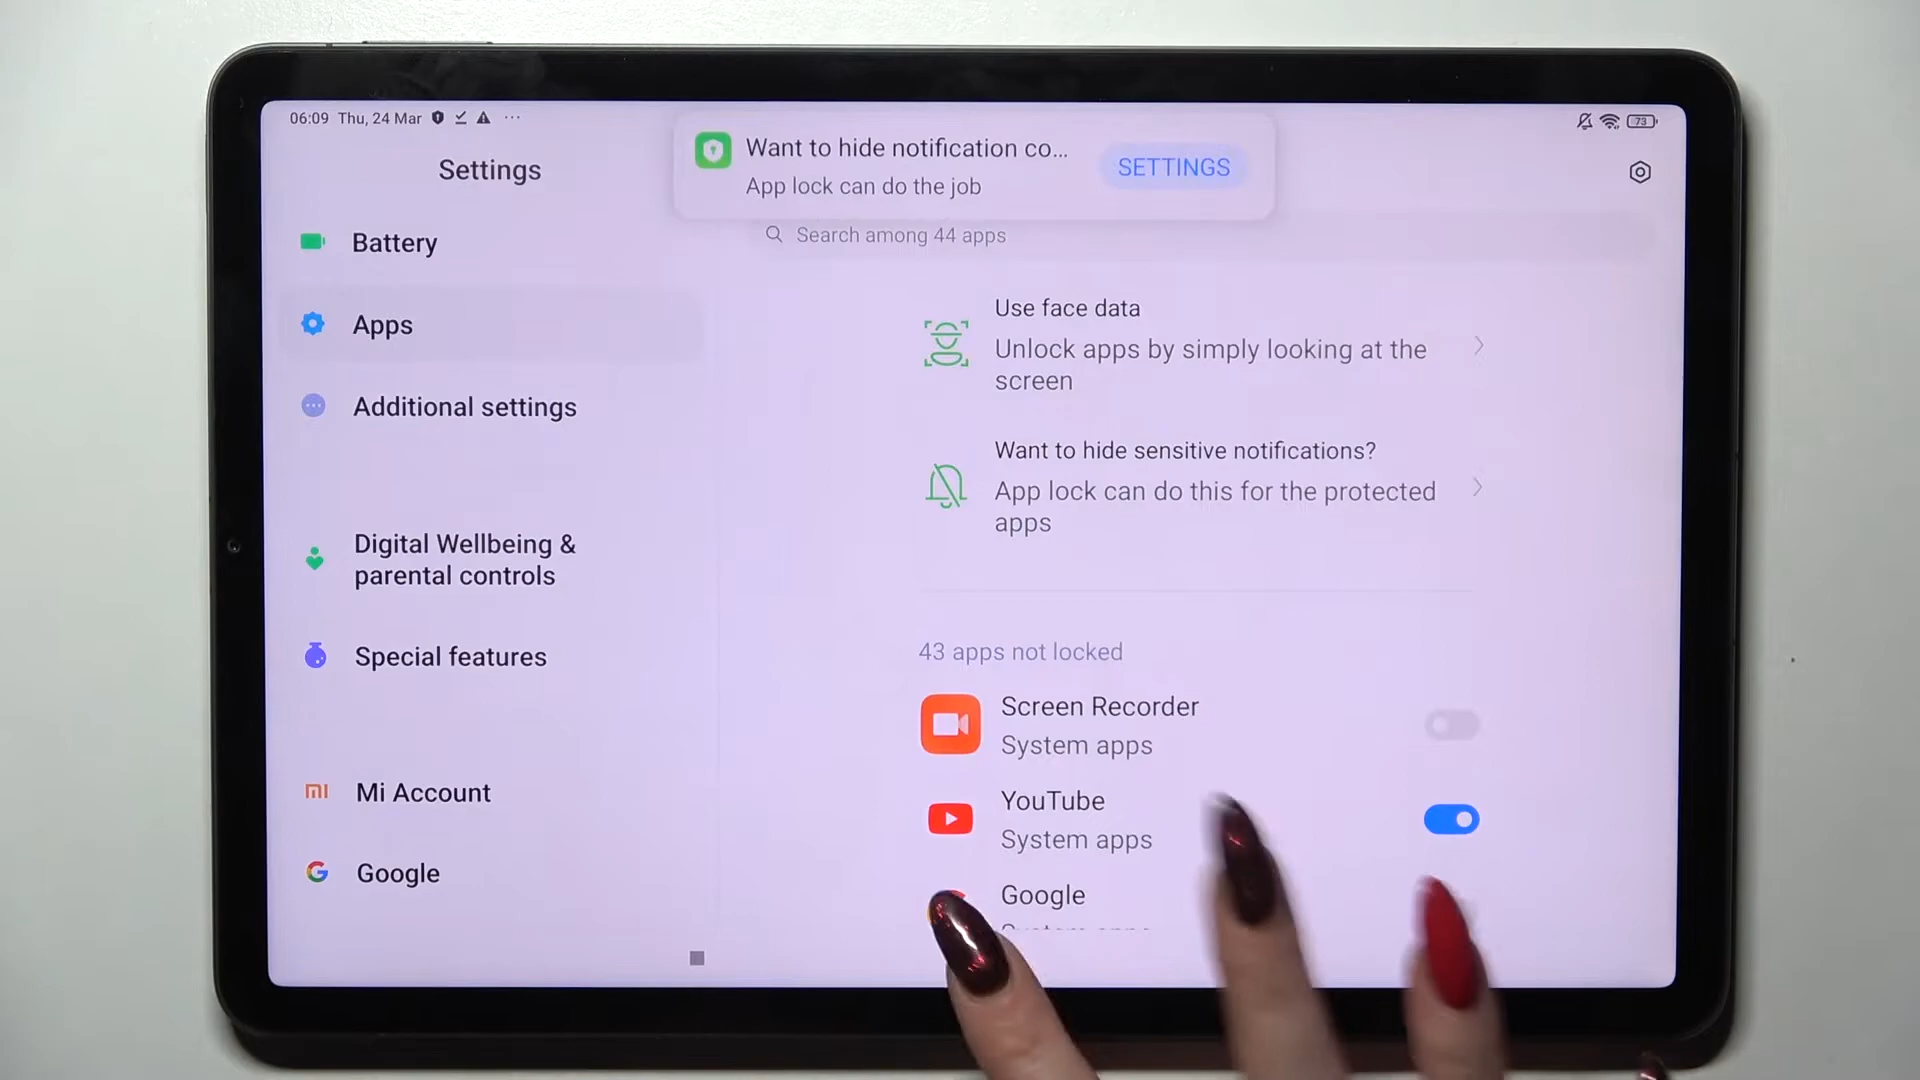 06:09 Thu, 24 Mar ...
73
Settings
Want to hide notification co...
App lock can do the job
SETTINGS
Search among 44 apps
Battery
Apps
Additional settings
Digital Wellbeing &
parental controls
Special features
Mi Account
Google
Use face data
Unlock apps by simply looking at the
screen
Want to hide sensitive notifications?
App lock can do this for the protected
apps
43 apps not locked
Screen Recorder
System apps
YouTube
System apps
Google